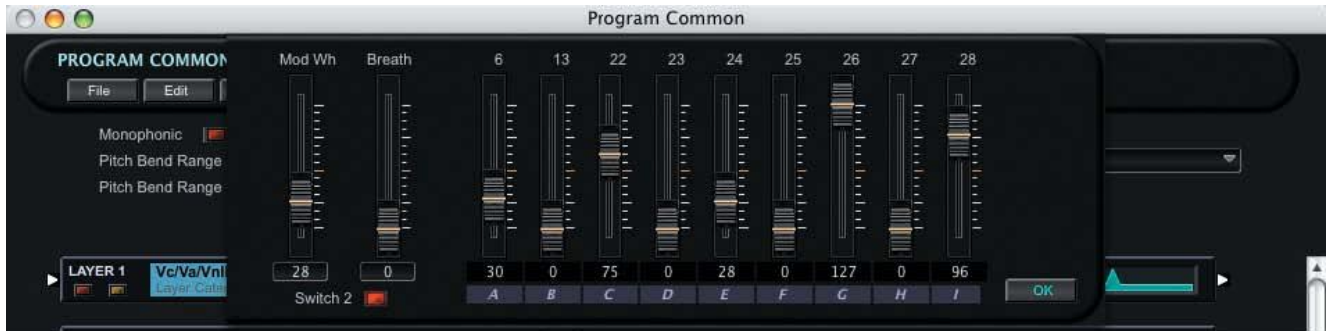 Program Common
PROGRAM COMMON
File Edit
Monophonic
Pitch Bend Range
Pitch Bend Range
Mod Wh Breath 6 13 22 23 24 25 26 27 28
28 0 30 0 75 0 28 0 127 0 96
Switch 2 A B C D E F G H I
OK
LAYER 1
Vc/Va/Vnl
Layer Cate